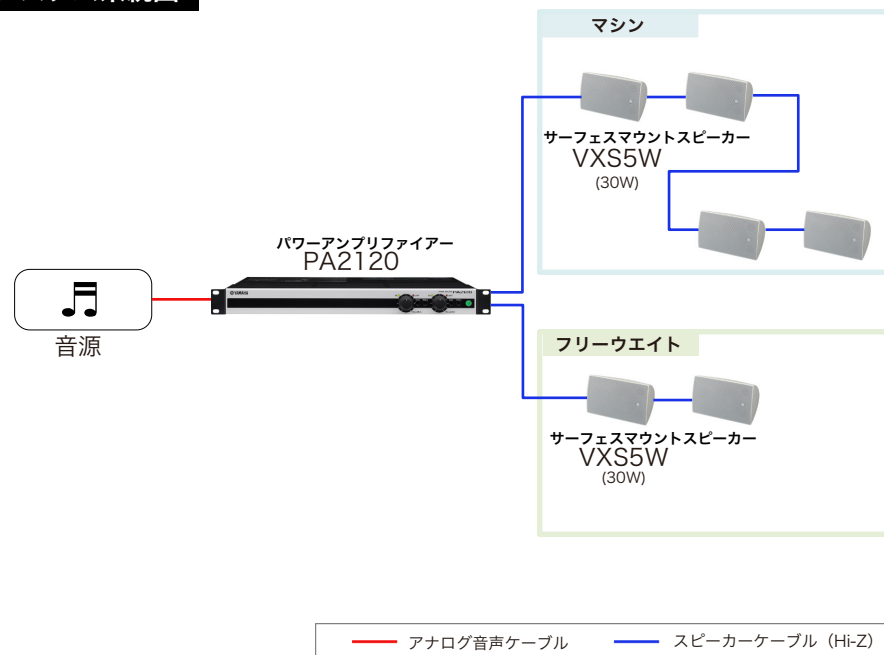 マシン
サーフェスマウントスピーカー
VXS5W
(30W)
パワーアンプリファイアー
PA2120
YAMAHA
音源
フリーウエイト
サーフェスマウントスピーカー
VXS5W
(30W)
アナログ音声ケーブル
スピーカーケーブル（Hi-Z）